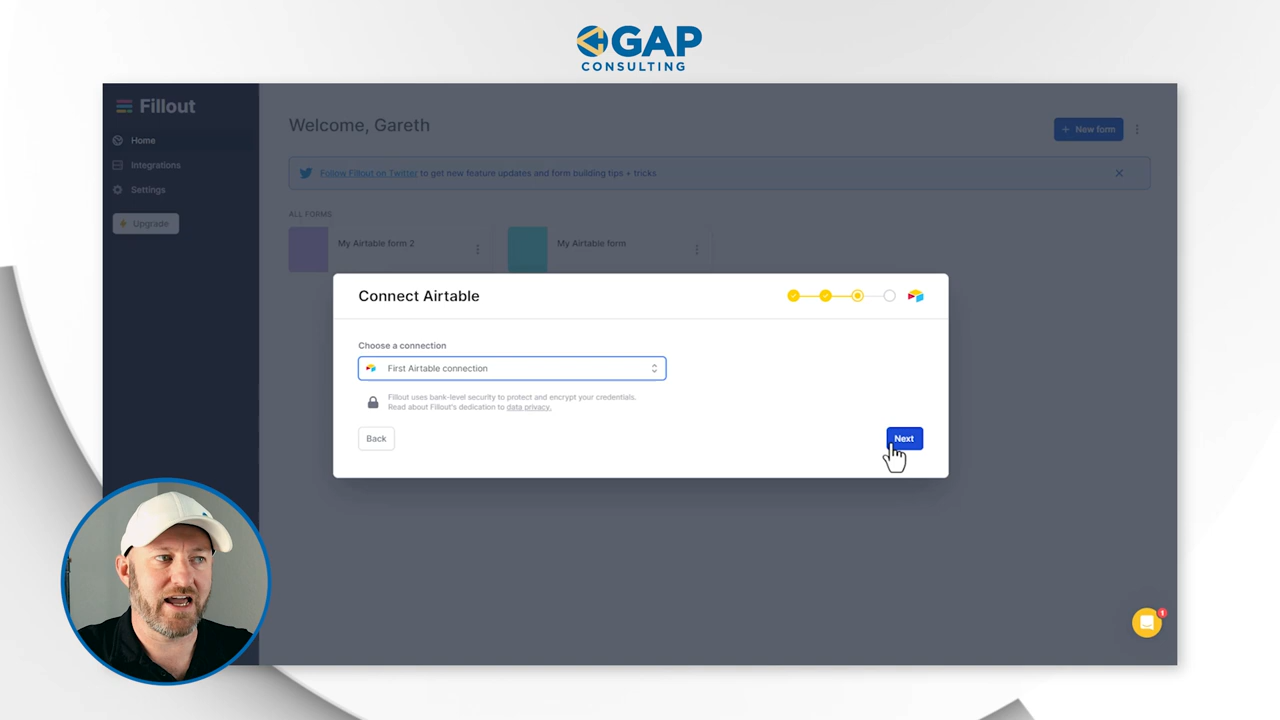 GAP
CONSULTING
Fillout
Home
Integrations
Settings
Upgrade
Welcome, Gareth
+ New form
Follow Fillout on Twitter to get new feature updates and form building tips + tricks.
ALL FORMS
My Airtable form 2
My Airtable form
Connect Airtable
Choose a connection
First Airtable connection
Fillout uses bank-level security to protect and encrypt your credentials.
Read about Fillout's dedication to data privacy.
Back
Next
1